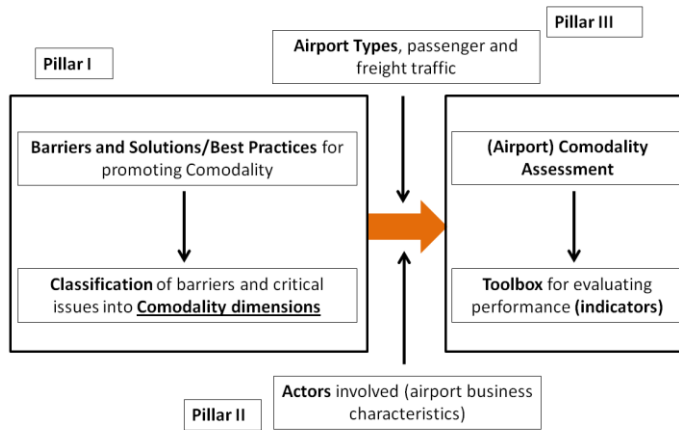 Pillar III
Airport Types, passenger and
freight traffic
Pillar I
Barriers and Solutions/Best Practices for
promoting Comodality
(Airport) Comodality
Assessment
Classification of barriers and critical
issues into Comodality dimensions
Toolbox for evaluating
performance (indicators)
Actors involved (airport business
characteristics)
Pillar II